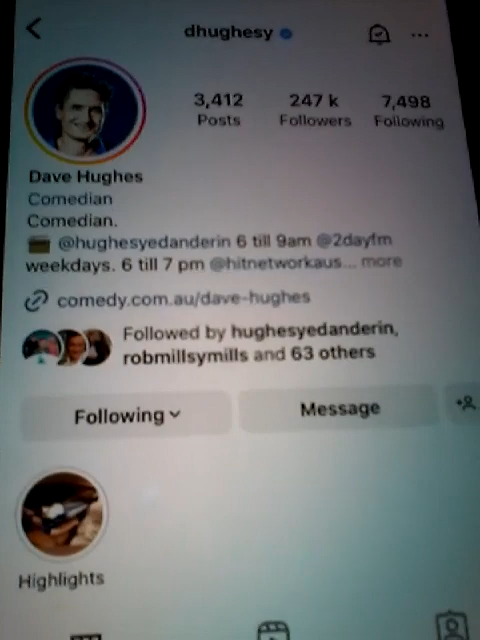 dhughesy
3,412 247 k 7,498
Posts Followers Following
Dave Hughes
Comedian
Comedian.
@hughesyedanderin 6 till 9am @2dayfm
weekdays. 6 till 7 pm @hitnetworkaus... more
comedy.com.au/dave-hughes
Followed by hughesyedanderin,
robmillsymills and 63 others
Following Message
Highlights